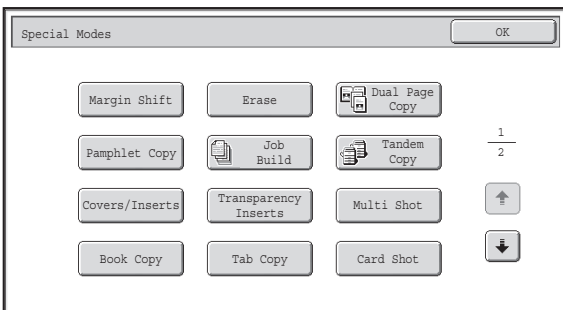 Special Modes
OK
Margin Shift
Erase
Dual Page
Copy
Pamphlet Copy
Job
Build
Tandem
Copy
1
2
Covers/Inserts
Transparency
Inserts
Multi Shot
Book Copy
Tab Copy
Card Shot